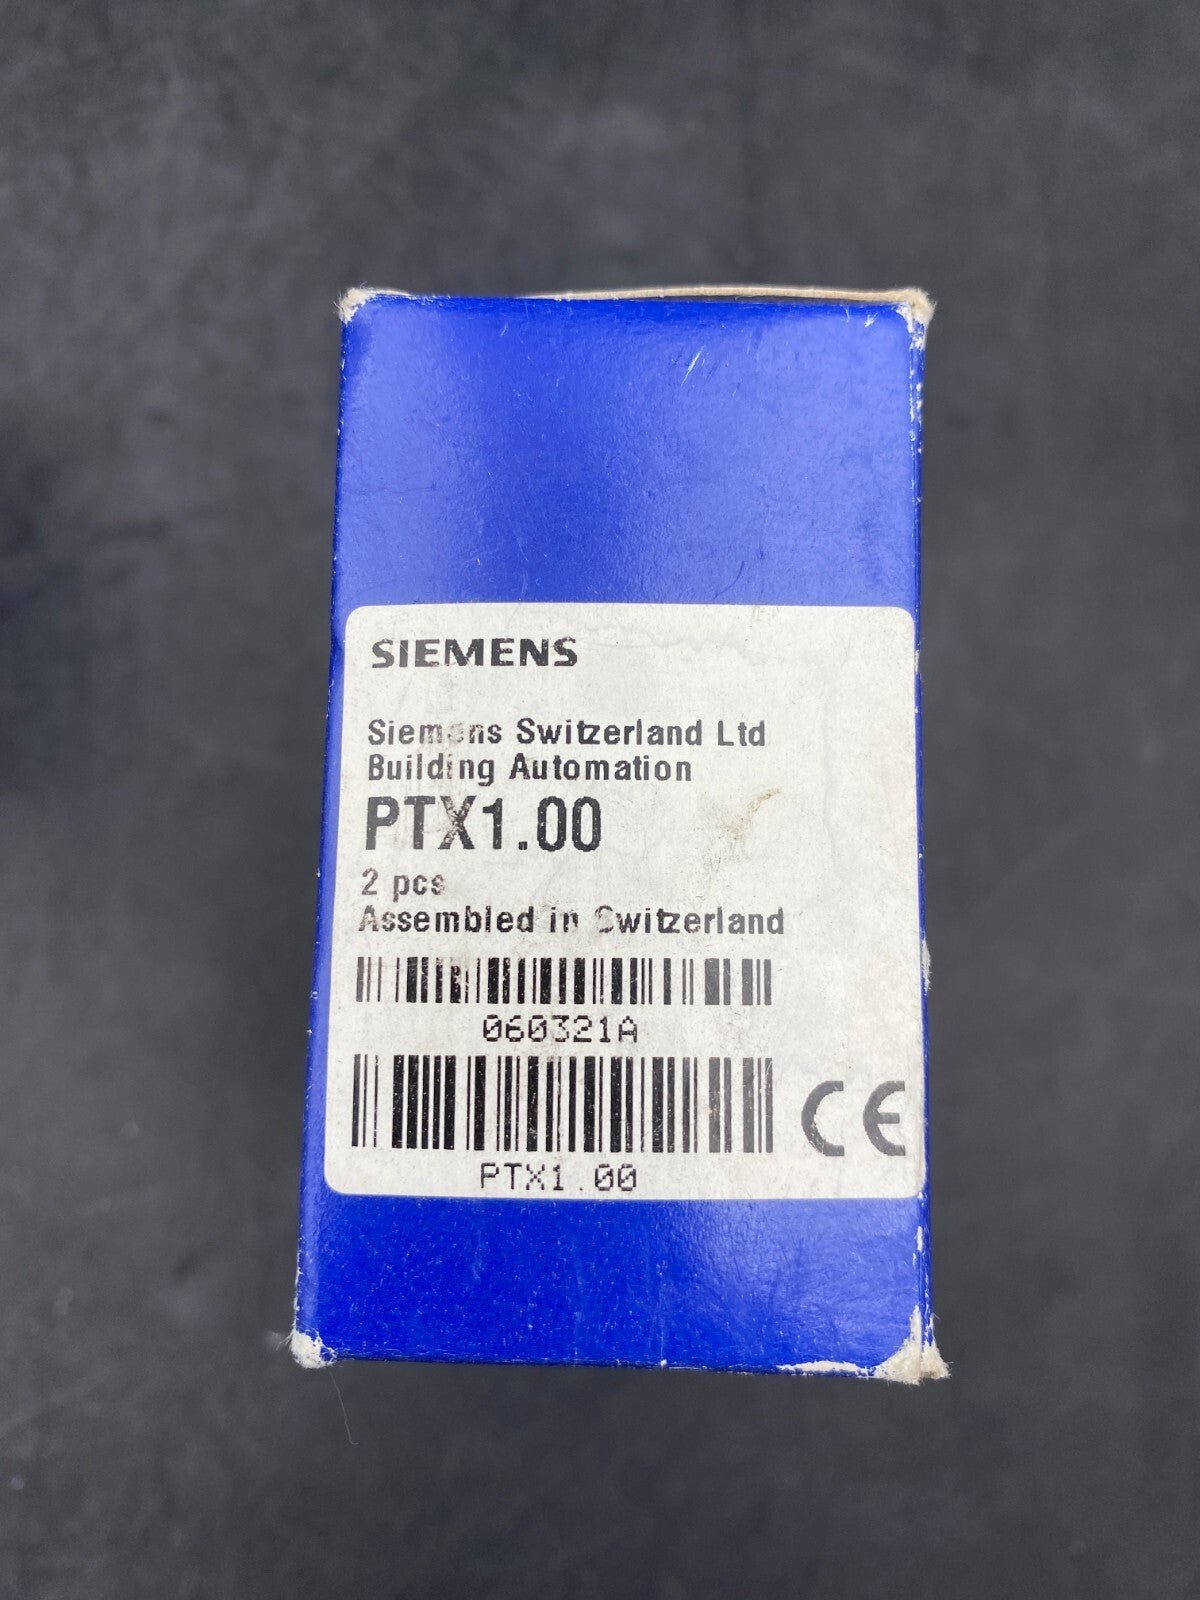 SIEMENS
Siemens Switzerland Ltd
Building Automation
PTX1.00
2 pcs
Assembled in Switzerland
060321A
PTX1.00
CE